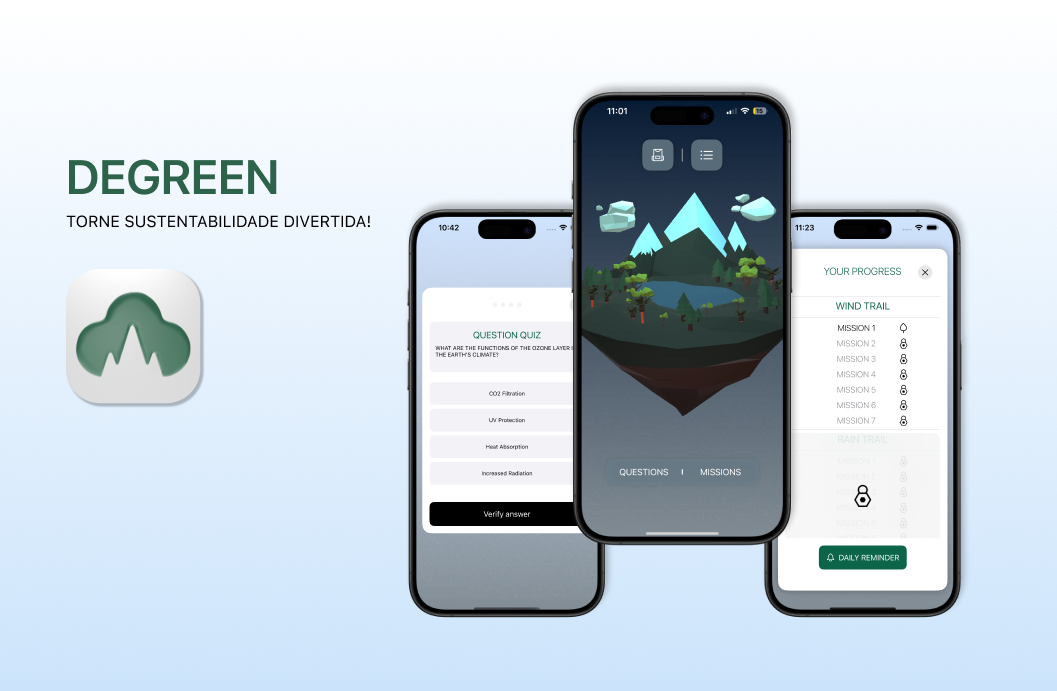 DEGREEN
TORNE SUSTENTABILIDADE DIVERTIDA!
10:42
QUESTION QUIZ
WHAT ARE THE FUNCTIONS OF THE OZONE LAYER
THE EARTH'S CLIMATE?
CO2 Filtration
UV Protection
Heat Absorption
Increased Radiation
Verify answer
11:01
15
QUESTIONS
MISSIONS
11:23
YOUR PROGRESS
WIND TRAIL
MISSION 1
MISSION 2
MISSION 3
MISSION 4
MISSION 5
MISSION 6
MISSION 7
RAIN TRAIL
MISSION 1
DAILY REMINDER